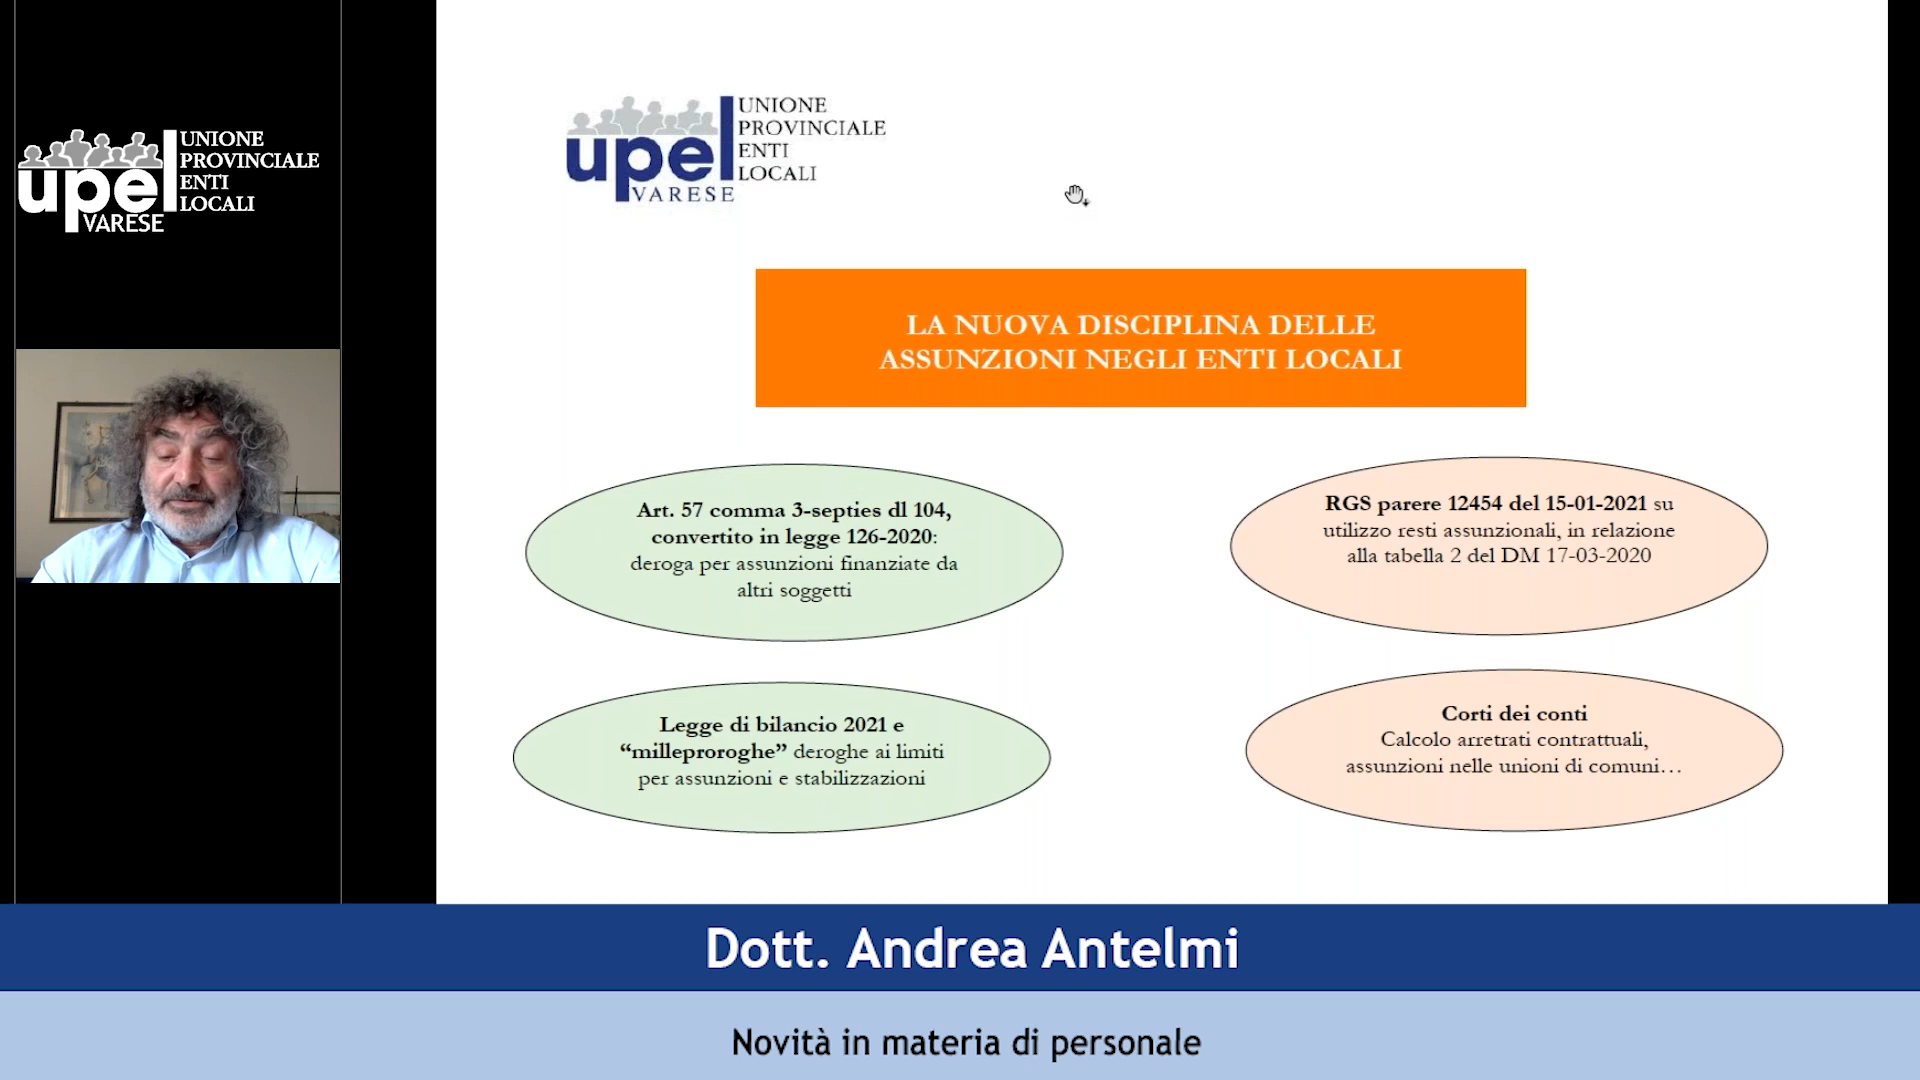 UNIONE
PROVINCIALE
ENTI
LOCALI
upel
VARESE
UNIONE
PROVINCIALE
ENTI
LOCALI
upel
VARESE
LA NUOVA DISCIPLINA DELLE
ASSUNZIONI NEGLI ENTI LOCALI
Art. 57 comma 3-septies dl 104,
convertito in legge 126-2020:
deroga per assunzioni finanziate da
altri soggetti
RGS parere 12454 del 15-01-2021 su
utilizzo resti assunzionali, in relazione
alla tabella 2 del DM 17-03-2020
Legge di bilancio 2021 e
“milleproroghe” deroghe ai limiti
per assunzioni e stabilizzazioni
Corti dei conti
Calcolo arretrati contrattuali,
assunzioni nelle unioni di comuni…
Dott. Andrea Antelmi
Novità in materia di personale